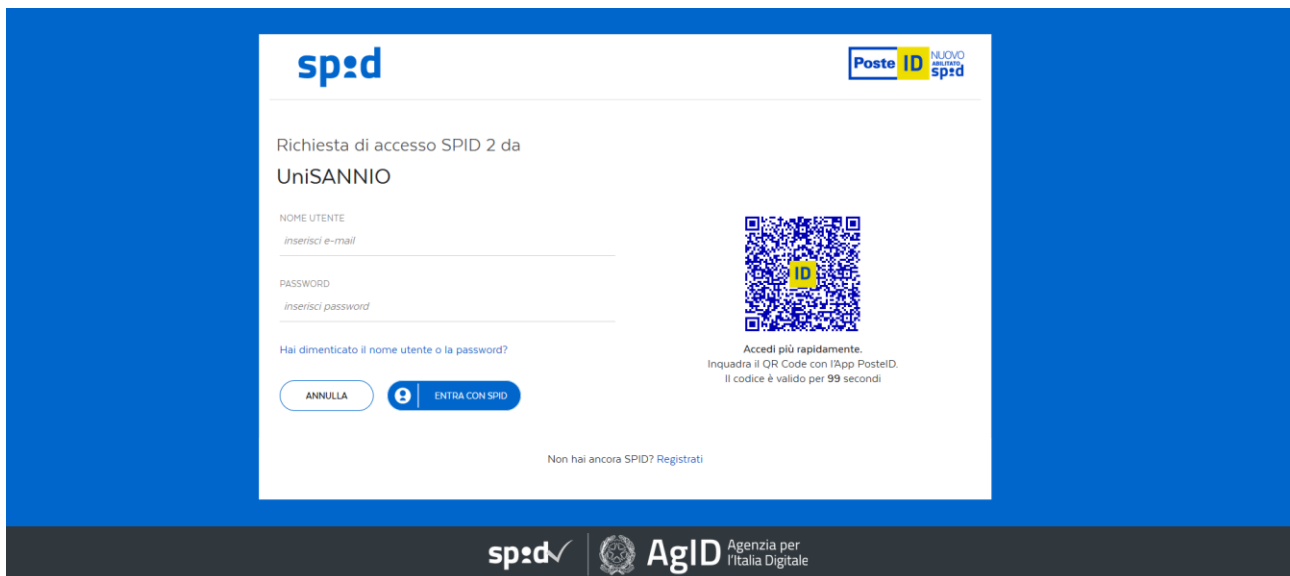 spid
Poste ID NUOVO ABILITATO spid
Richiesta di accesso SPID 2 da
UniSANNIO
NOME UTENTE
inserisci e-mail
PASSWORD
inserisci password
Hai dimenticato il nome utente o la password?
ANNULLA
ENTRA CON SPID
ID
Accedi più rapidamente.
Inquadra il QR Code con l'App PosteID.
Il codice è valido per 99 secondi
Non hai ancora SPID? Registrati
spid
AgID
Agenzia per
l'Italia Digitale